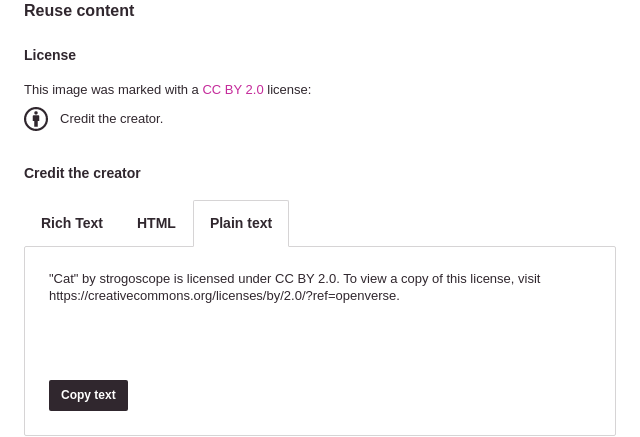 Reuse content
License
This image was marked with a CC BY 2.0 license:
Credit the creator.
Credit the creator
Rich Text HTML Plain text
"Cat" by strogoscope is licensed under CC BY 2.0. To view a copy of this license, visit
https://creativecommons.org/licenses/by/2.0/?ref=openverse.
Copy text